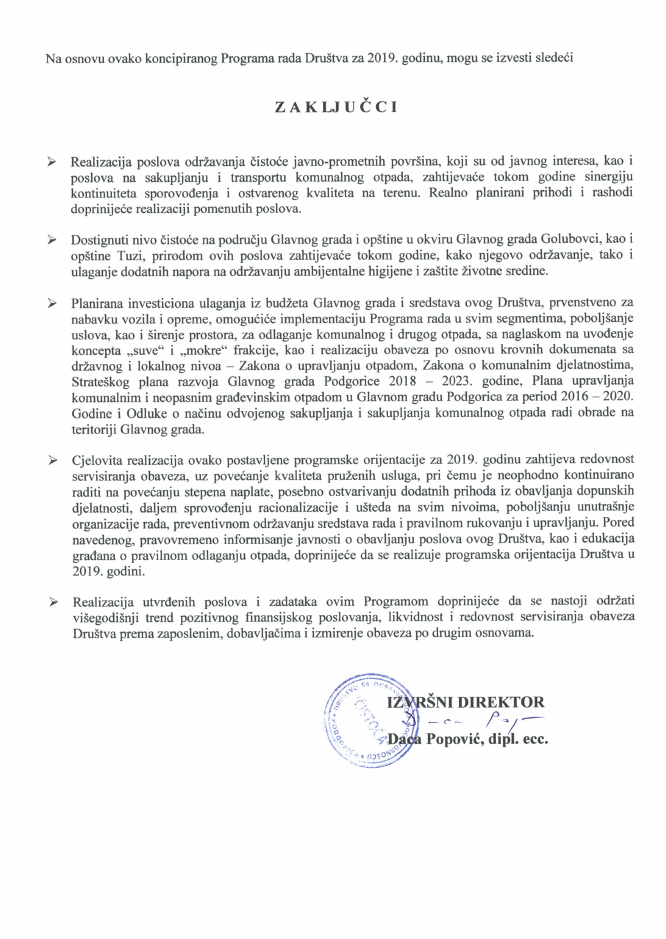 Na osnovu ovako koncipiranog Programa rada Društva za 2019. godinu, mogu se izvesti sledeći
Z A K LJ U Č C I
➢ Realizacija poslova održavanja čistoće javno-prometnih površina, koji su od javnog interesa, kao i
poslova na sakupljanju i transportu komunalnog otpada, zahtijevaće tokom godine sinergiju
kontinuiteta sporovođenja i ostvarenog kvaliteta na terenu. Realno planirani prihodi i rashodi
doprinijeće realizaciji pomenutih poslova.
➢ Dostignuti nivo čistoće na području Glavnog grada i opštine u okviru Glavnog grada Golubovci, kao i
opštine Tuzi, prirodom ovih poslova zahtijevaće tokom godine, kako njegovo održavanje, tako i
ulaganje dodatnih napora na održavanju ambijentalne higijene i zaštite životne sredine.
➢ Planirana investiciona ulaganja iz budžeta Glavnog grada i sredstava ovog Društva, prvenstveno za
nabavku vozila i opreme, omogućiće implementaciju Programa rada u svim segmentima, poboljšanje
uslova, kao i širenje prostora, za odlaganje komunalnog i drugog otpada, sa naglaskom na uvođenje
koncepta „suve“ i „mokre“ frakcije, kao i realizaciju obaveza po osnovu krovnih dokumenata sa
državnog i lokalnog nivoa – Zakona o upravljanju otpadom, Zakona o komunalnim djelatnostima,
Strateškog plana razvoja Glavnog grada Podgorice 2018 – 2023. godine, Plana upravljanja
komunalnim i neopasnim građevinskim otpadom u Glavnom gradu Podgorica za period 2016 – 2020.
Godine i Odluke o načinu odvojenog sakupljanja i sakupljanja komunalnog otpada radi obrade na
teritoriji Glavnog grada.
➢ Cjelovita realizacija ovako postavljene programske orijentacije za 2019. godinu zahtijeva redovnost
servisiranja obaveza, uz povećanje kvaliteta pruženih usluga, pri čemu je neophodno kontinuirano
raditi na povećanju stepena naplate, posebno ostvarivanju dodatnih prihoda iz obavljanja dopunskih
djelatnosti, daljem sprovođenju racionalizacije i ušteda na svim nivoima, poboljšanju unutrašnje
organizacije rada, preventivnom održavanju sredstava rada i pravilnom rukovanju i upravljanju. Pored
navedenog, pravovremeno informisanje javnosti o obavljanju poslova ovog Društva, kao i edukacija
građana o pravilnom odlaganju otpada, doprinijeće da se realizuje programska orijentacija Društva u
2019. godini.
➢ Realizacija utvrđenih poslova i zadataka ovim Programom doprinijeće da se nastoji održati
višegodišnji trend pozitivnog finansijskog poslovanja, likvidnost i redovnost servisiranja obaveza
Društva prema zaposlenim, dobavljačima i izmirenje obaveza po drugim osnovama.
IZVRŠNI DIREKTOR
Daca Popović, dipl. ecc.